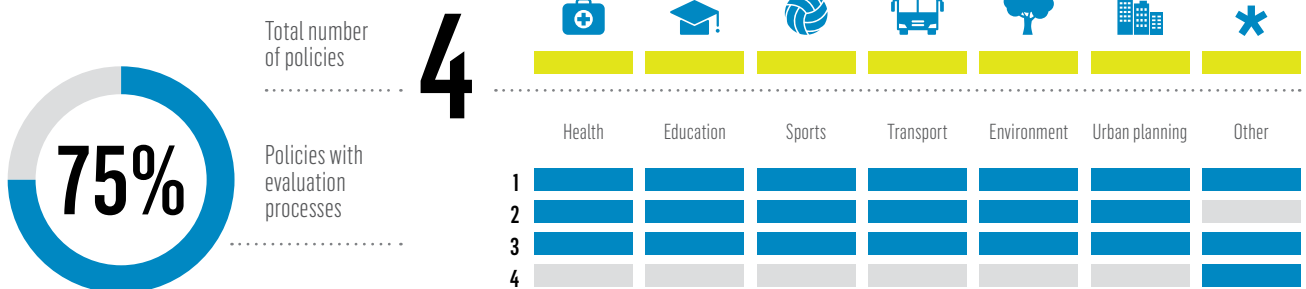 Total number
of policies
4
75%
Policies with
evaluation
processes
Health Education Sports Transport Environment Urban planning Other
1
2
3
4